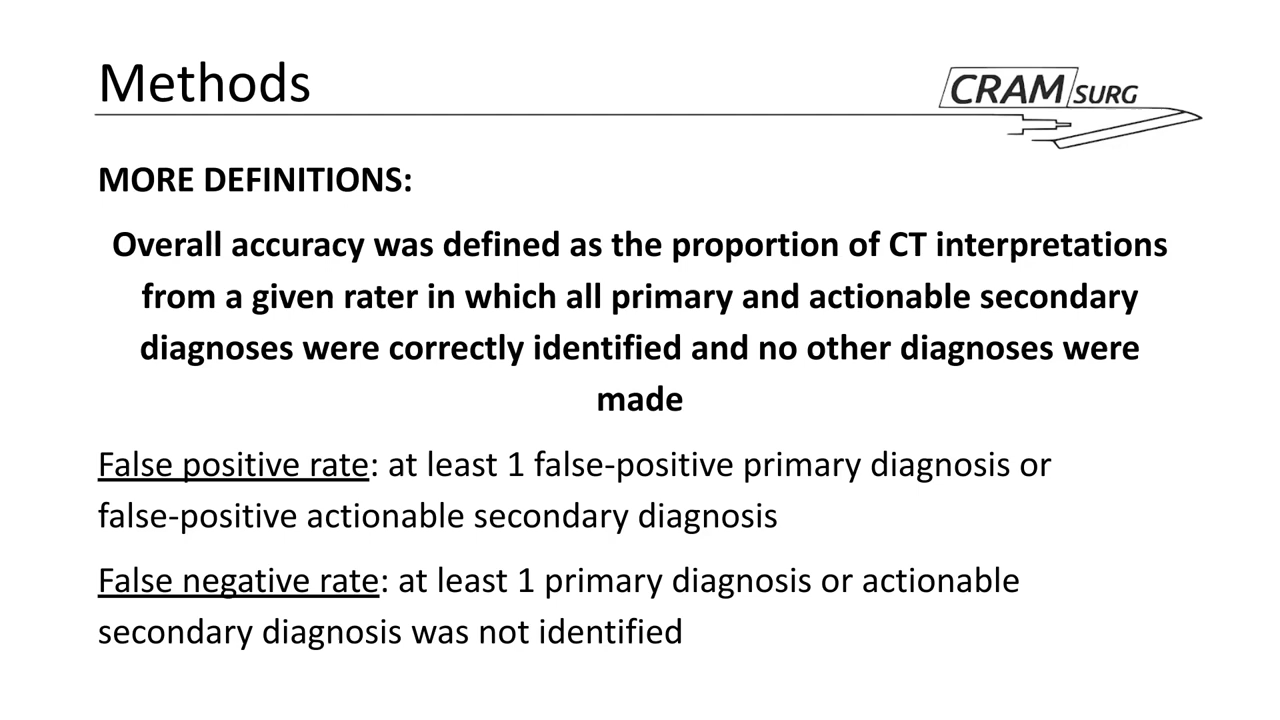 Methods
CRAM SURG
MORE DEFINITIONS:
Overall accuracy was defined as the proportion of CT interpretations
from a given rater in which all primary and actionable secondary
diagnoses were correctly identified and no other diagnoses were
made
False positive rate: at least 1 false-positive primary diagnosis or
false-positive actionable secondary diagnosis
False negative rate: at least 1 primary diagnosis or actionable
secondary diagnosis was not identified